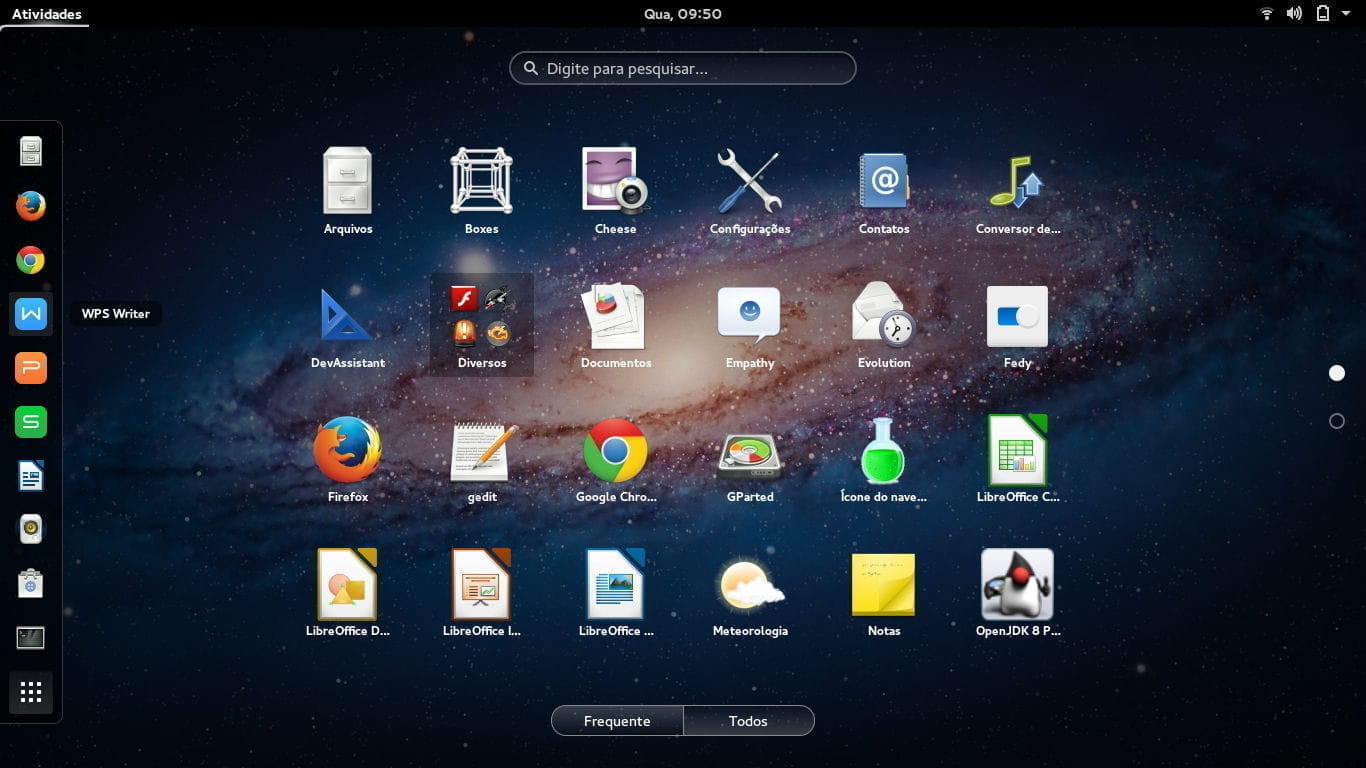 Atividades
Qua, 09:50
Digite para pesquisar...
Arquivos
Boxes
Cheese
Configurações
Contatos
Conversor de...
WPS Writer
DevAssistant
Diversos
Documentos
Empathy
Evolution
Fedy
Firefox
gedit
Google Chro...
GParted
Ícone do nave...
LibreOffice C...
LibreOffice D...
LibreOffice I...
LibreOffice ...
Meteorologia
Notas
OpenJDK 8 P...
Frequente
Todos